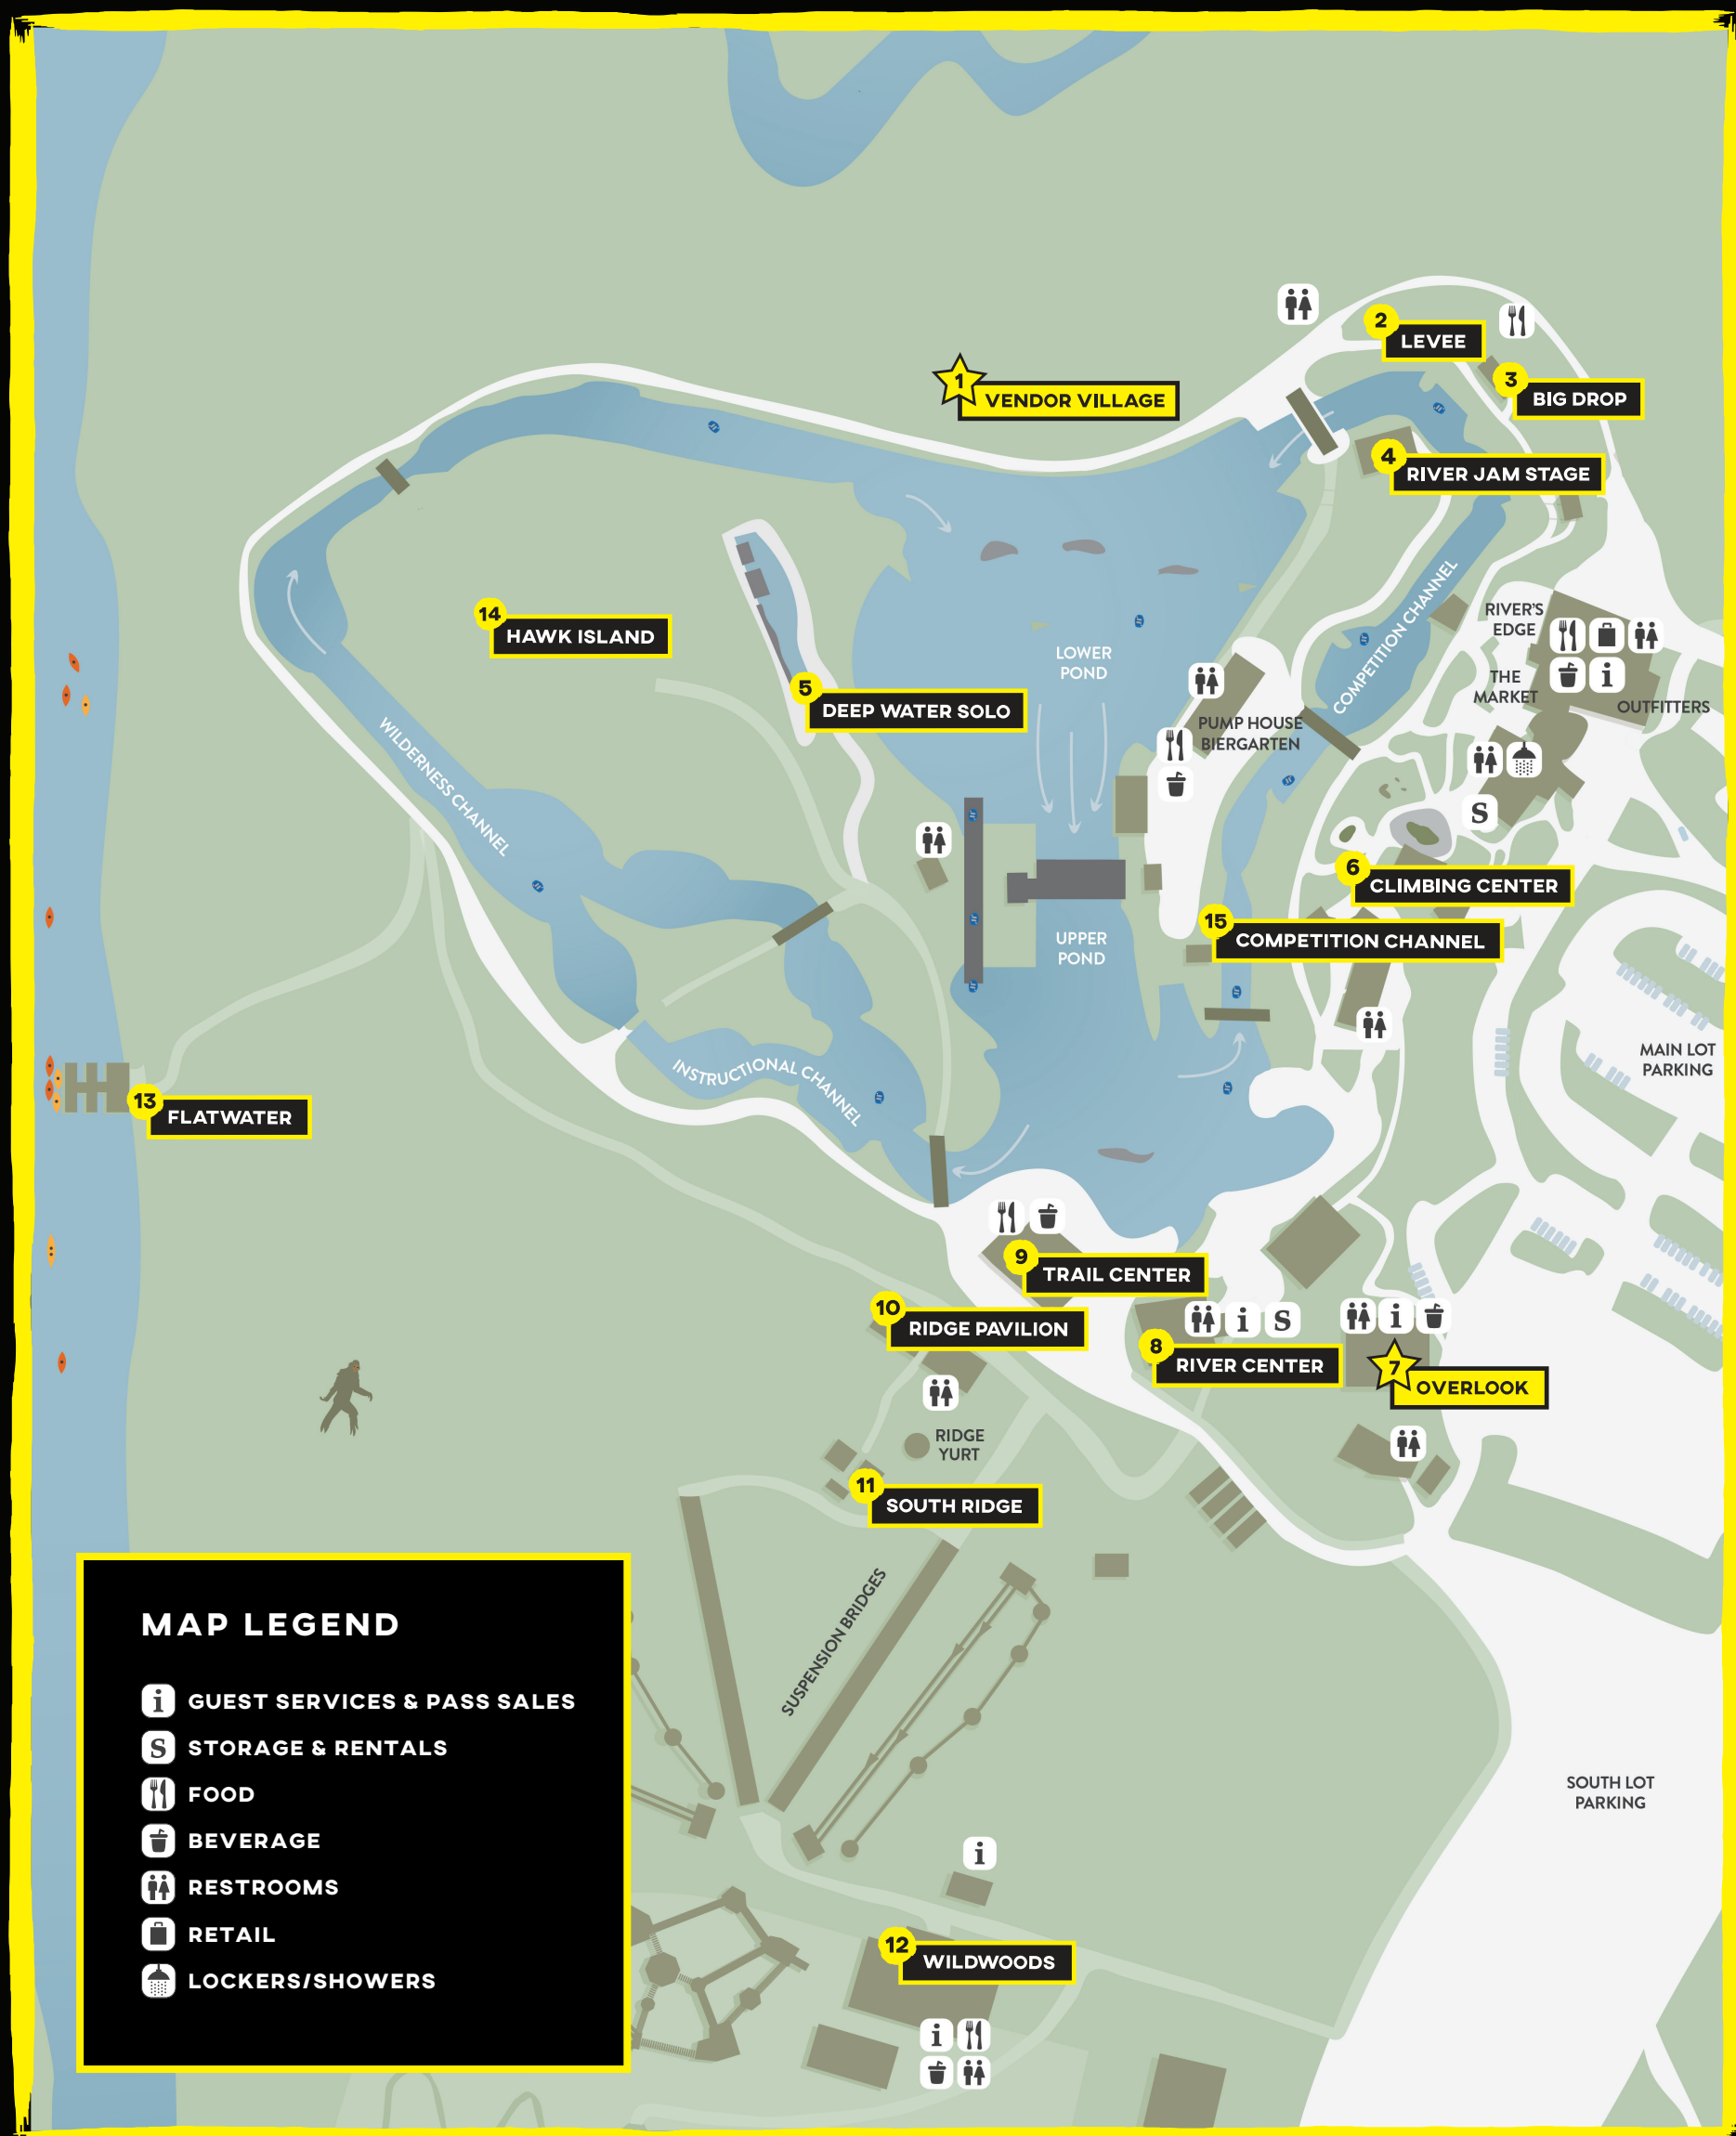 2
LEVEE
3
BIG DROP
1
VENDOR VILLAGE
4
RIVER JAM STAGE
COMPETITION CHANNEL
RIVER'S
EDGE
14
HAWK ISLAND
LOWER
POND
THE
MARKET
i
OUTFITTERS
5
DEEP WATER SOLO
PUMP HOUSE
BIERGARTEN
WILDERNESS CHANNEL
S
6
CLIMBING CENTER
15
COMPETITION CHANNEL
UPPER
POND
MAIN LOT
PARKING
INSTRUCTIONAL CHANNEL
13
FLATWATER
9
TRAIL CENTER
10
RIDGE PAVILION
i
S
i
8
RIVER CENTER
7
OVERLOOK
RIDGE
YURT
11
SOUTH RIDGE
SUSPENSION BRIDGES
SOUTH LOT
PARKING
i
12
WILDWOODS
i
MAP LEGEND
i GUEST SERVICES & PASS SALES
S STORAGE & RENTALS
FOOD
BEVERAGE
RESTROOMS
RETAIL
LOCKERS/SHOWERS